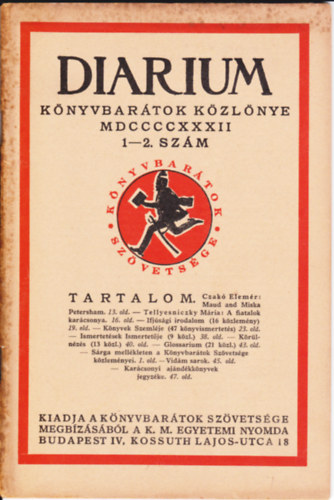 DIARIUM
KÖNYVBARÁTOK KÖZLÖNYE
MDCCCCXXXII
1—2. SZÁM
KÖNYVBARÁTOK
SZÖVETSÉGE
TARTALOM. Czakó Elemér:
Maud and Miska
Petersham. 13. old. — Tellyesniczky Mária: A fiatalok
karácsonya. 16. old. — Ifjúsági irodalom (16 közlemény)
19. old. — Könyvek Szemléje (47 könyvismertetés) 23. old.
— Ismertetések Ismertetője (9 közl.) 38. old. — Körül-
nézés (13 közl.) 40. old. — Glossarium (21 közl.) 43. old.
— Sárga mellékleten a Könyvbarátok Szövetsége
közleményei. 1. old. — Vidám sarok. 45. old.
— Karácsonyi ajándékkönyvek
jegyzéke. 47. old.
KIADJA A KÖNYVBARÁTOK SZÖVETSÉGE
MEGBÍZÁSÁBÓL A K. M. EGYETEMI NYOMDA
BUDAPEST IV, KOSSUTH LAJOS-UTCA 18